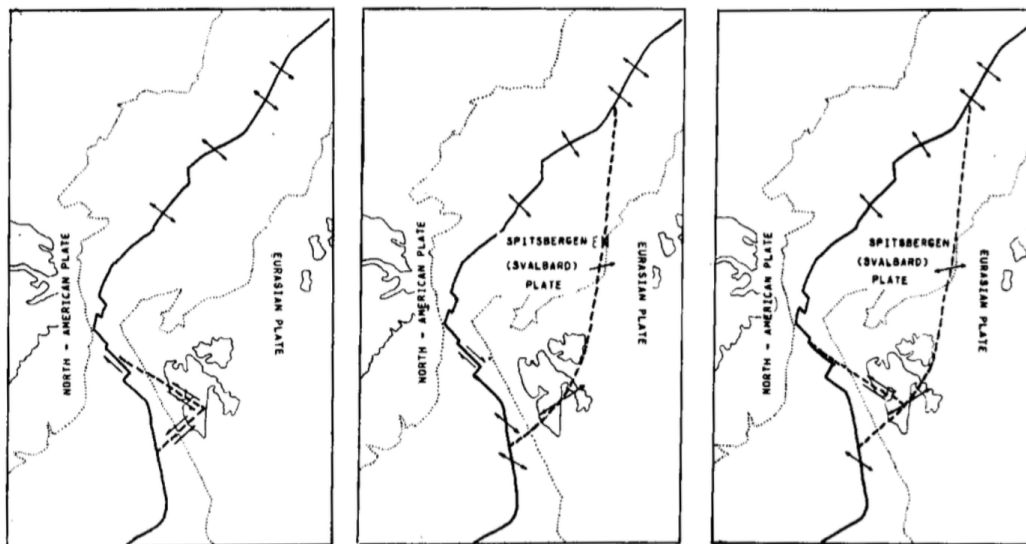 NORTH - AMERICAN PLATE
EURASIAN PLATE
NORTH - AMERICAN PLATE
SPITSBERGEN
(SVALBARD)
PLATE
EURASIAN PLATE
NORTH - AMERICAN PLATE
SPITSBERGEN
(SVALBARD)
PLATE
EURASIAN PLATE